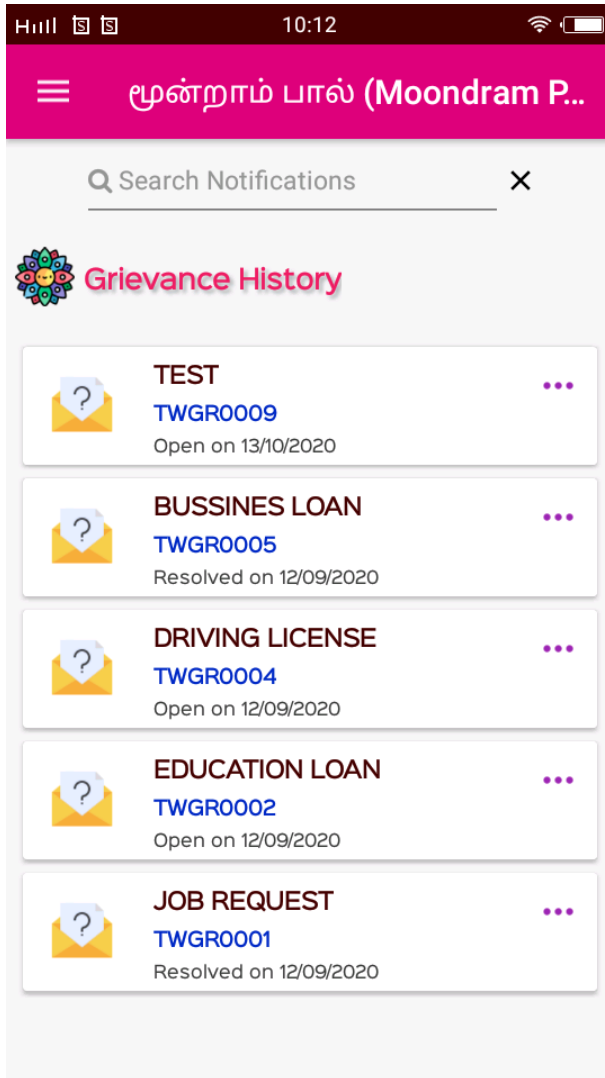 10:12
மூன்றாம் பால் (Moondram P...
Search Notifications
Grievance History
TEST
TWGR0009
Open on 13/10/2020
BUSSINES LOAN
TWGR0005
Resolved on 12/09/2020
DRIVING LICENSE
TWGR0004
Open on 12/09/2020
EDUCATION LOAN
TWGR0002
Open on 12/09/2020
JOB REQUEST
TWGR0001
Resolved on 12/09/2020